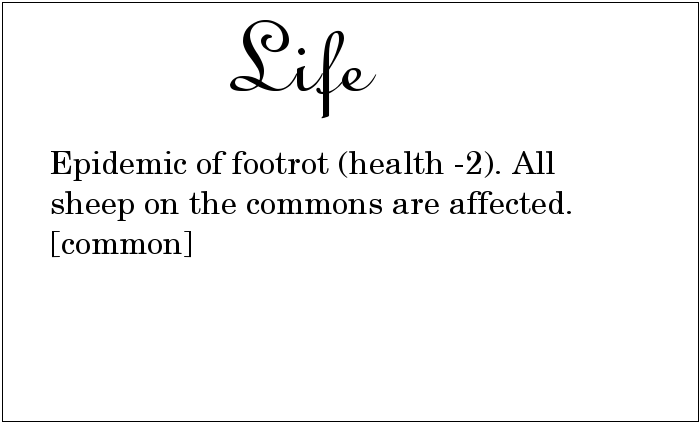 Life
Epidemic of footrot (health -2). All
sheep on the commons are affected.
[common]